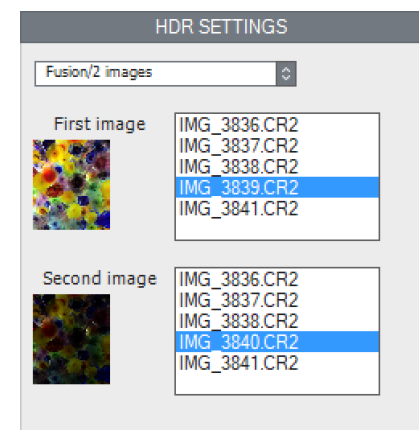 HDR SETTINGS
Fusion/2 images
First image
IMG_3836.CR2
IMG_3837.CR2
IMG_3838.CR2
IMG_3839.CR2
IMG_3841.CR2
Second image
IMG_3836.CR2
IMG_3837.CR2
IMG_3838.CR2
IMG_3840.CR2
IMG_3841.CR2